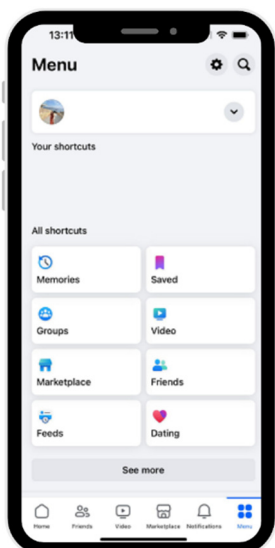 13:11
Menu
Your shortcuts
All shortcuts
Memories
Saved
Groups
Video
Marketplace
Friends
Feeds
Dating
See more
Home Friends Video Marketplace Notifications Menu